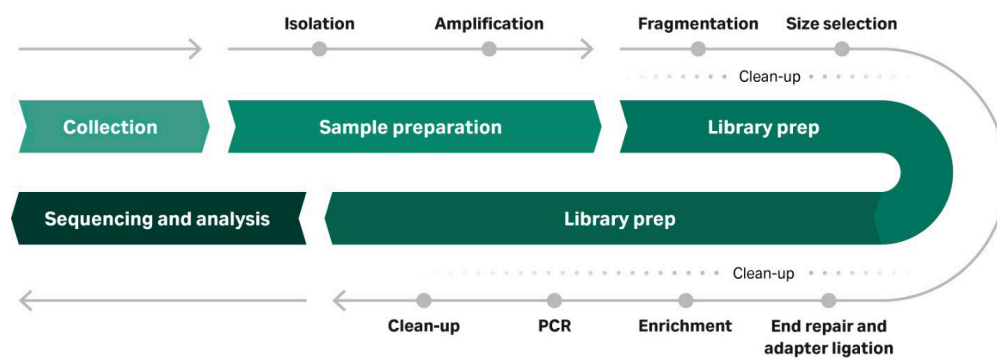 Isolation
Amplification
Fragmentation
Size selection
Clean-up
Collection
Sample preparation
Library prep
Sequencing and analysis
Library prep
Clean-up
Clean-up
PCR
Enrichment
End repair and
adapter ligation